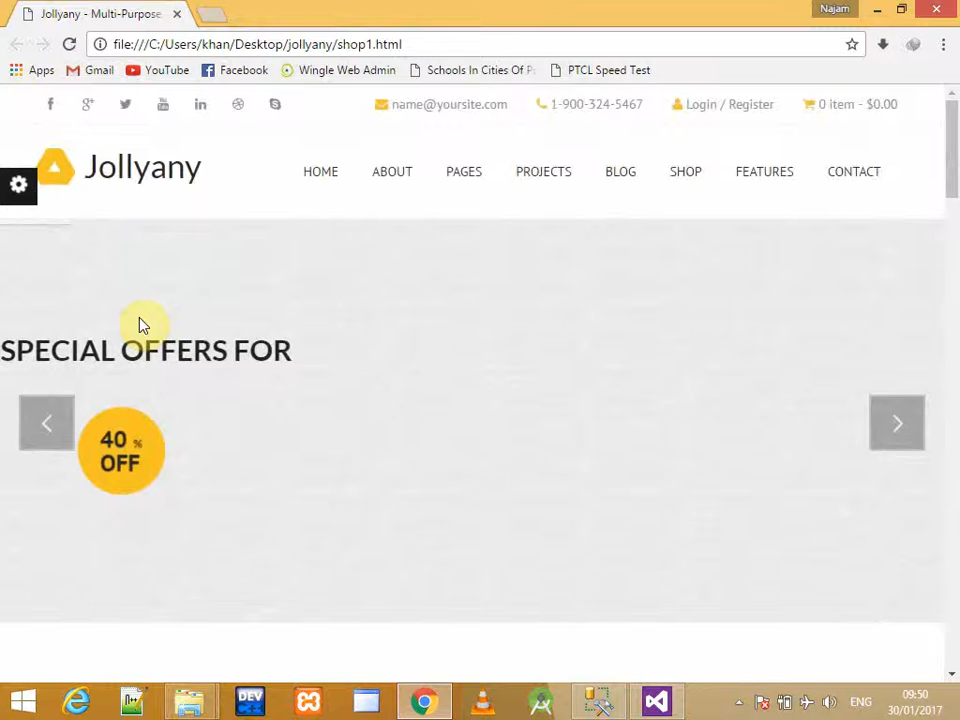 Jollyany - Multi-Purpose
Najam
file:///C:/Users/khan/Desktop/jollyany/shop1.html
Apps Gmail YouTube Facebook Wingle Web Admin Schools In Cities Of P PTCL Speed Test
name@yoursite.com 1-900-324-5467 Login / Register 0 item - $0.00
Jollyany
HOME ABOUT PAGES PROJECTS BLOG SHOP FEATURES CONTACT
SPECIAL OFFERS FOR
40 %
OFF
DEV
ENG
09:50
30/01/2017